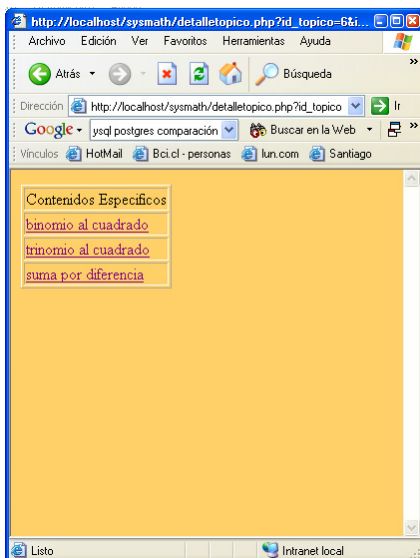 http://localhost/sysmath/detalletopico.php?id_topico=6&i...
Archivo Edición Ver Favoritos Herramientas Ayuda
Atrás Búsqueda
Dirección http://localhost/sysmath/detalletopico.php?id_topico Ir
Google ysql postgres comparación Buscar en la Web
Vínculos HotMail Bci.cl - personas lun.com Santiago
Contenidos Especificos
binomio al cuadrado
trinomio al cuadrado
suma por diferencia
Listo Intranet local